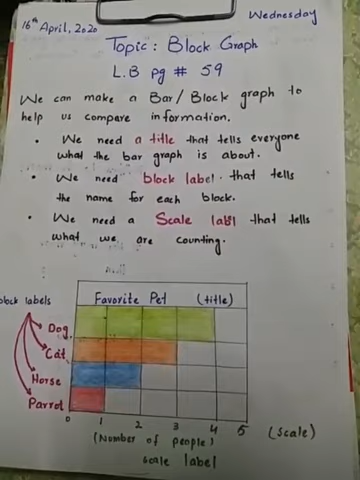 16th April, 2020
Wednesday
Topic: Block Graph
L.B pg # 59
We can make a Bar/Block graph to
help us compare information.
• We need a title that tells everyone
what the bar graph is about.
• We need block label that tells
the name for each block.
• We need a Scale label that tells
what we are counting.
block labels
Favorite Pet (title)
Dog
Cat
Horse
Parrot
0 1 2 3 4 5 (Scale)
(Number of people)
scale label